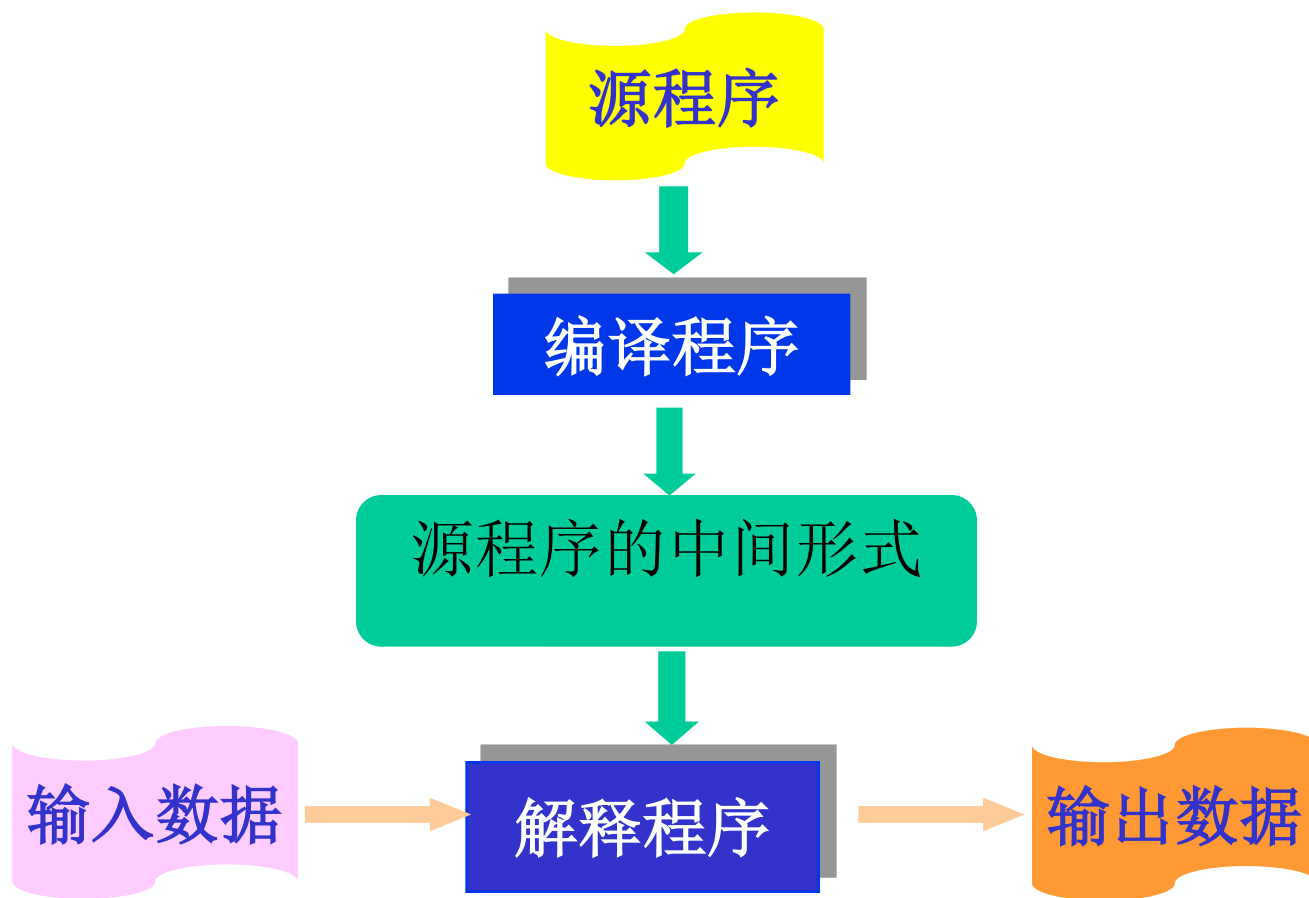 源程序
编译程序
源程序的中间形式
输入数据
解释程序
输出数据